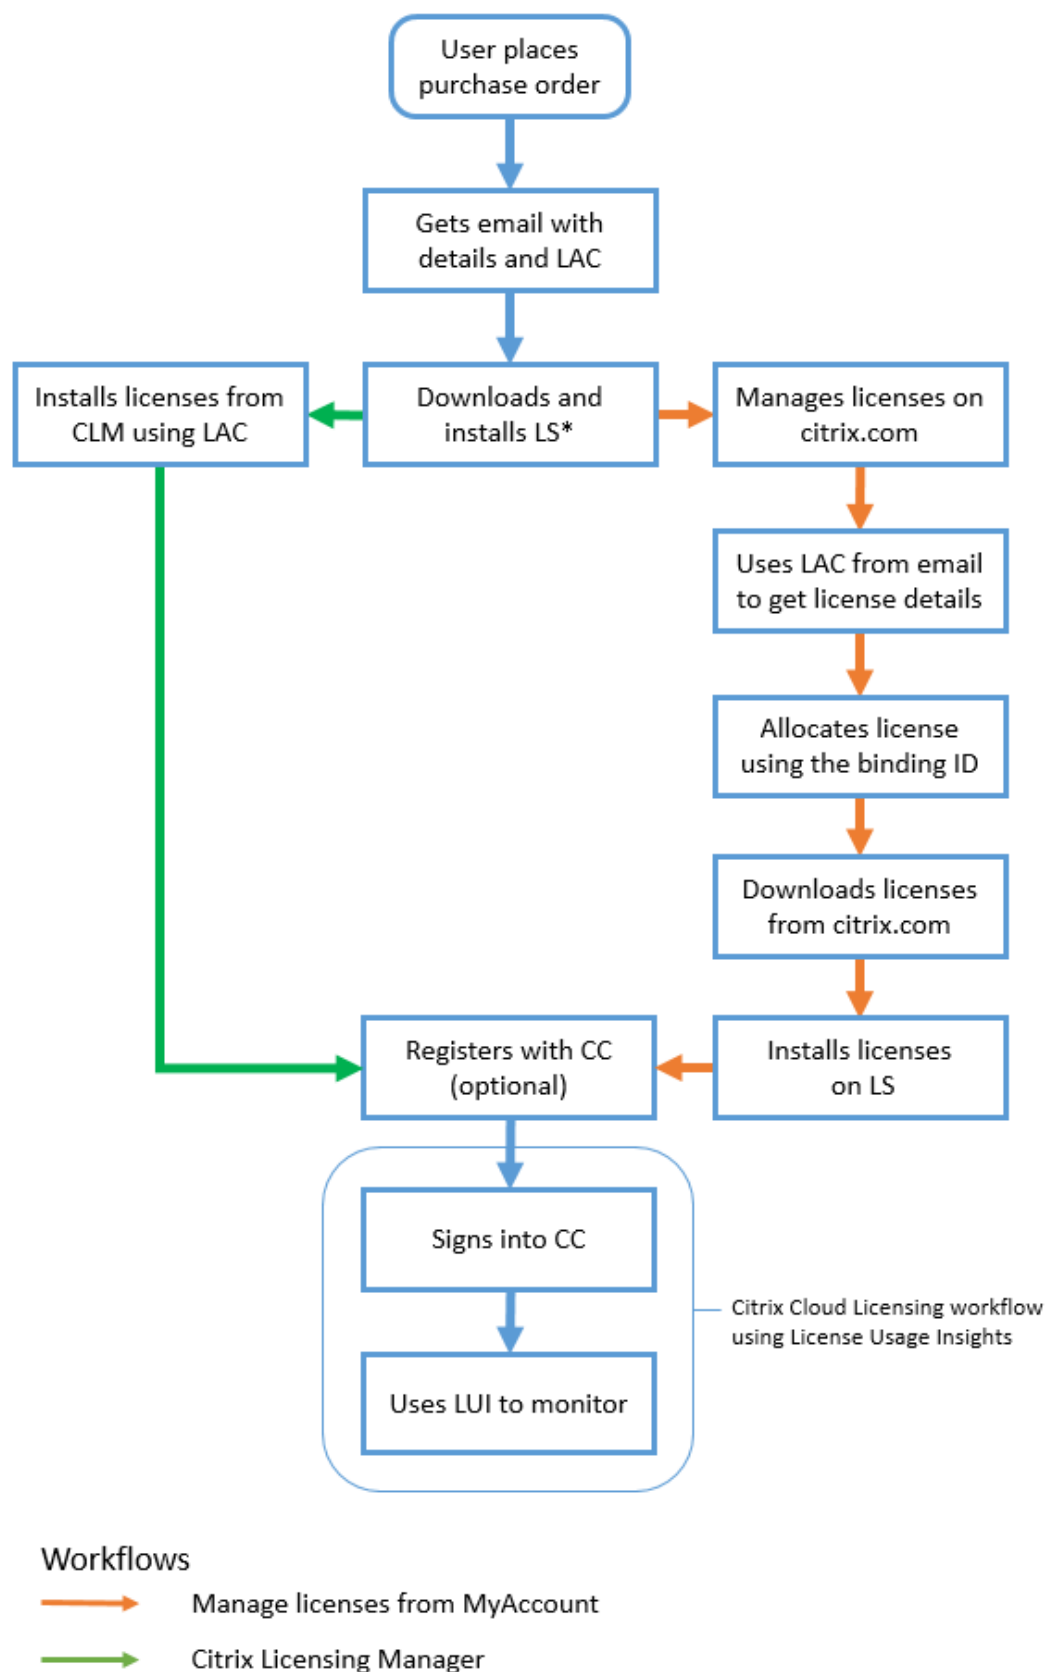 User places
purchase order
Gets email with
details and LAC
Installs licenses from
CLM using LAC
Downloads and
installs LS*
Manages licenses on
citrix.com
Uses LAC from email
to get license details
Allocates license
using the binding ID
Downloads licenses
from citrix.com
Registers with CC
(optional)
Installs licenses
on LS
Signs into CC
Citrix Cloud Licensing workflow
using License Usage Insights
Uses LUI to monitor
Workflows
Manage licenses from MyAccount
Citrix Licensing Manager